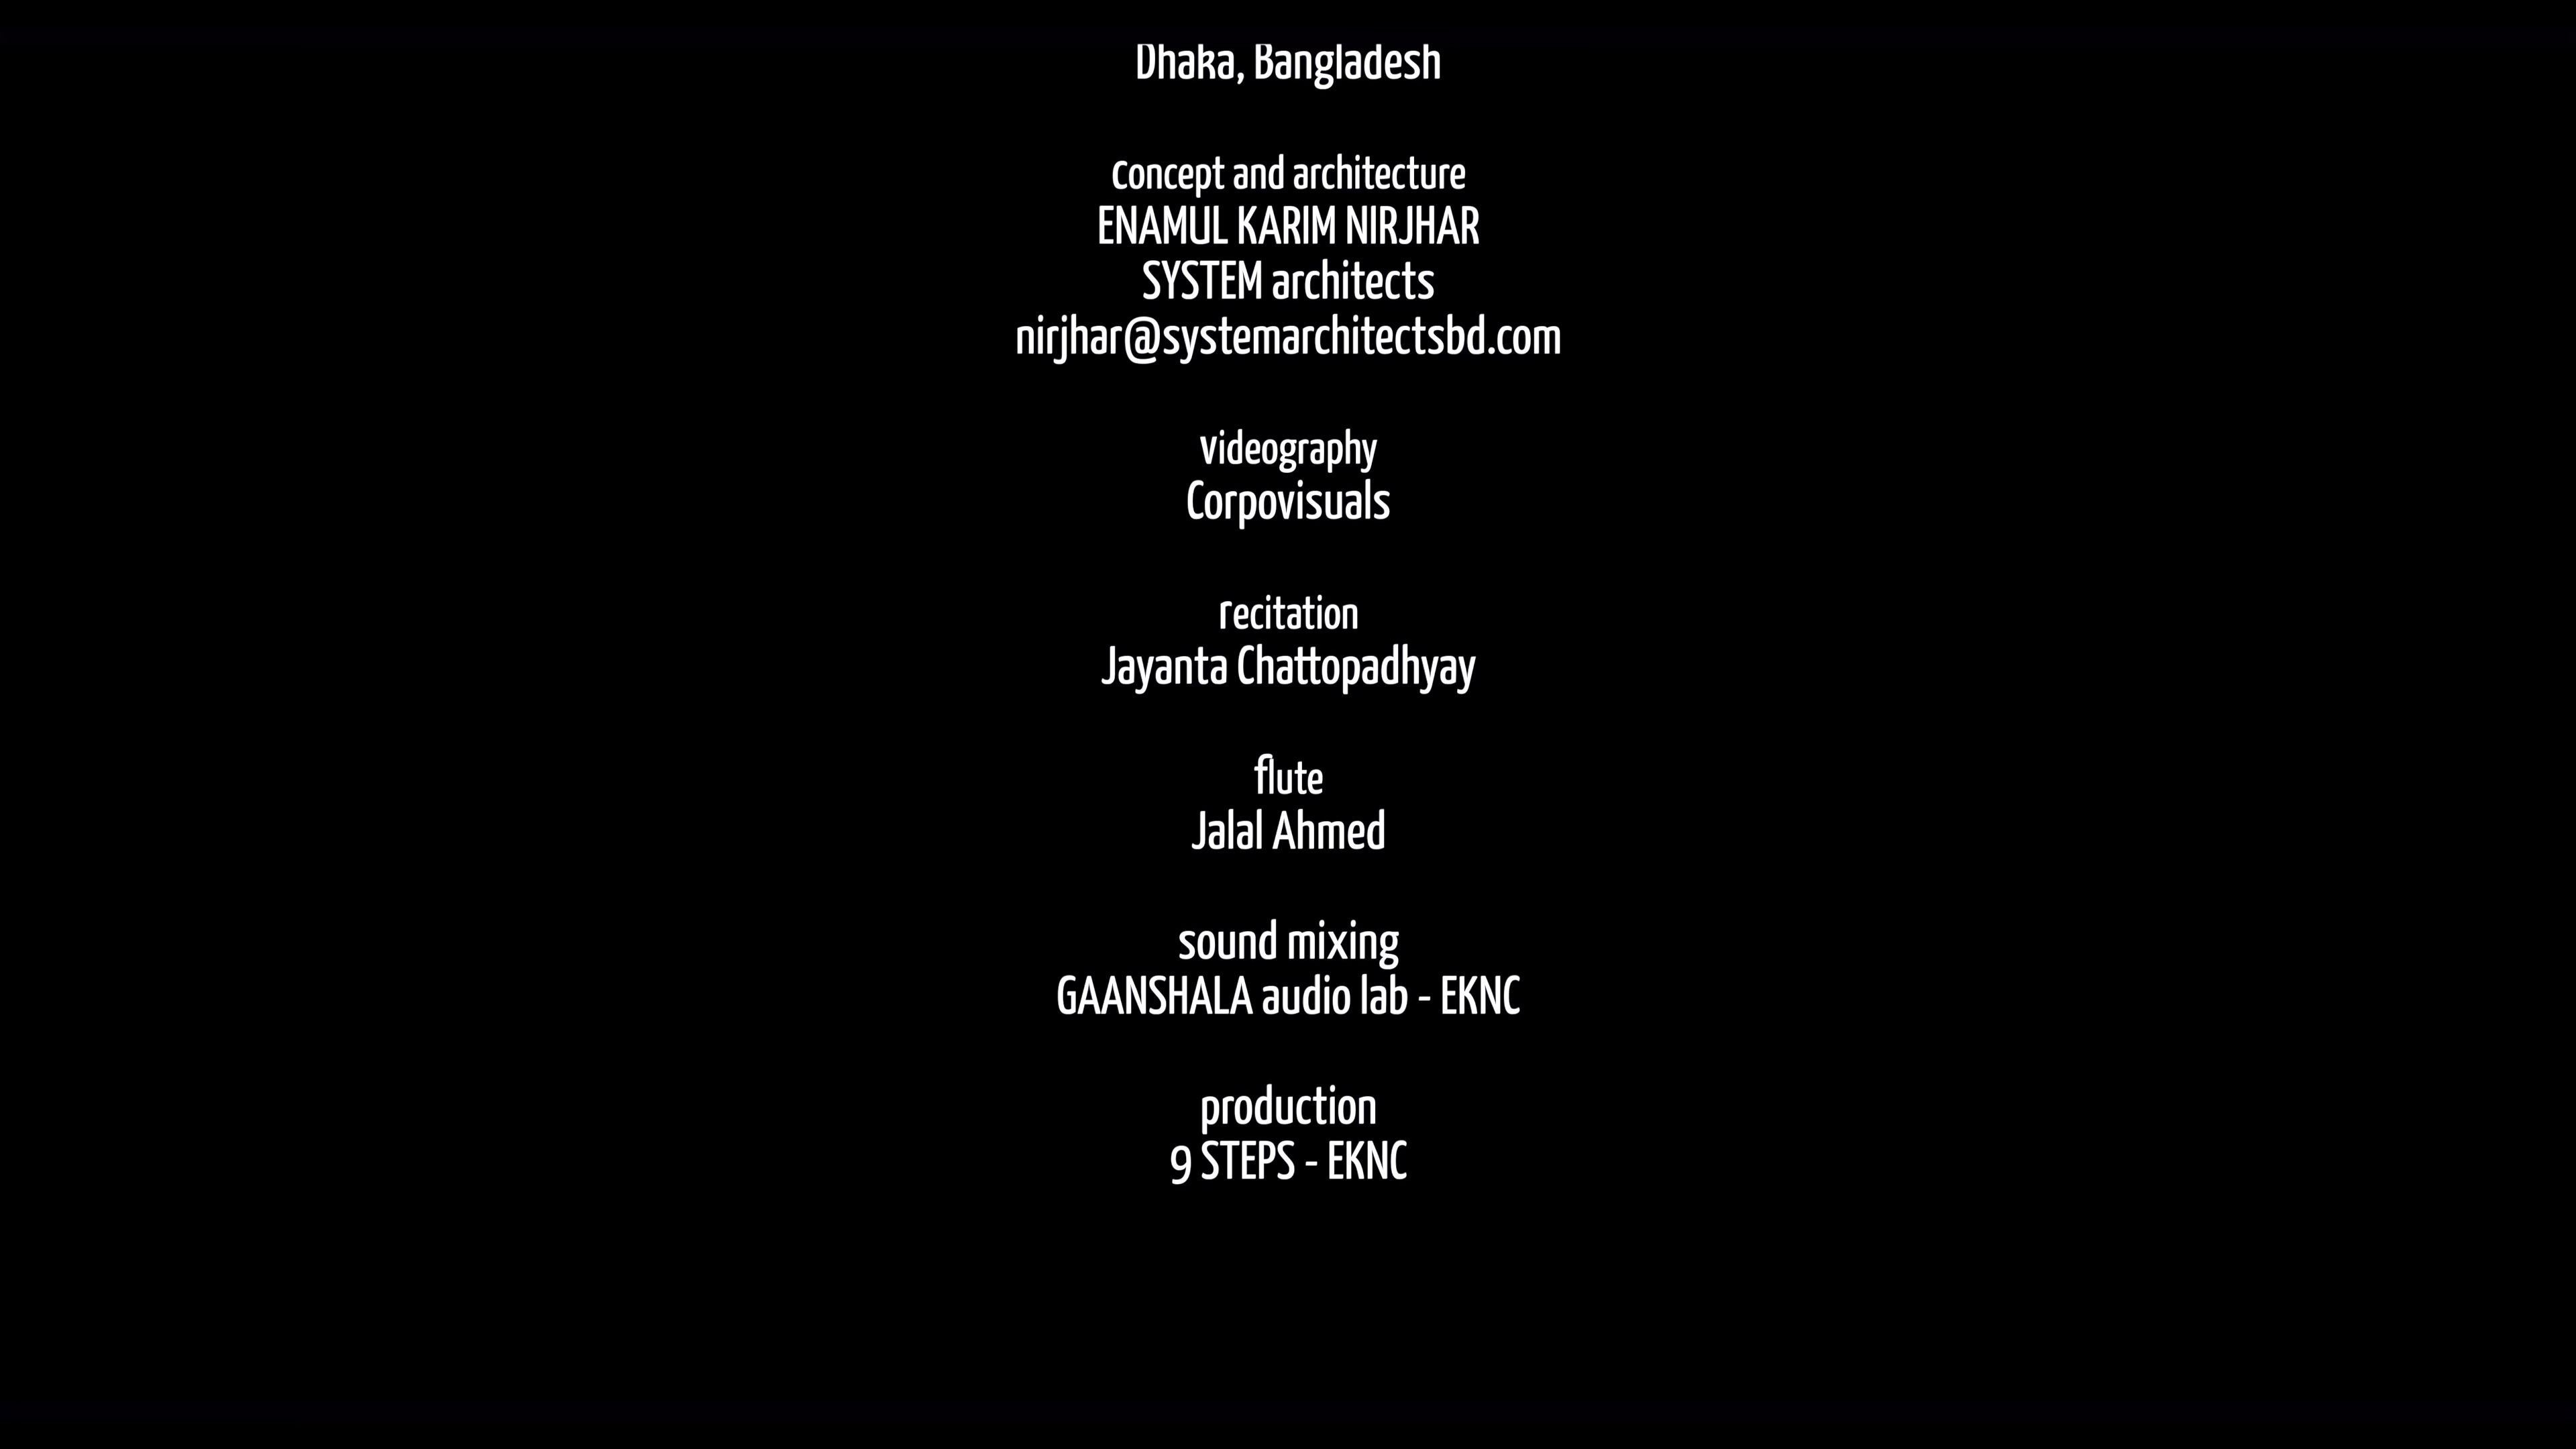 Dhaka, Bangladesh
concept and architecture
ENAMUL KARIM NIRJHAR
SYSTEM architects
nirjhar@systemarchitectsbd.com
videography
Corpovisuals
recitation
Jayanta Chattopadhyay
flute
Jalal Ahmed
sound mixing
GAANSHALA audio lab - EKNC
production
9 STEPS - EKNC